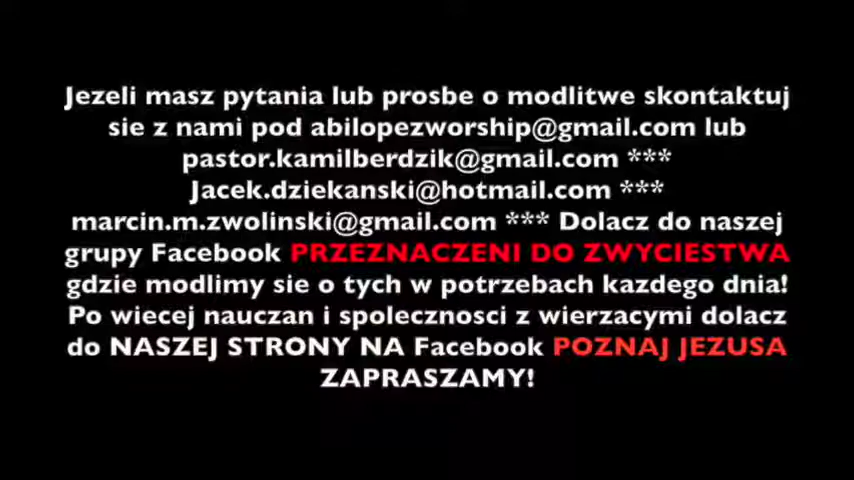 Jezeli masz pytania lub prosbe o modlitwe skontaktuj
sie z nami pod abilopezworship@gmail.com lub
pastor.kamilberdzik@gmail.com ***
Jacek.dziekanski@hotmail.com ***
marcin.m.zwolinski@gmail.com *** Dolacz do naszej
grupy Facebook PRZEZNACZENI DO ZWYCIESTWA
gdzie modlimy sie o tych w potrzebach kazdego dnia!
Po wiecej nauczan i spolecznosci z wierzacymi dolacz
do NASZEJ STRONY NA Facebook POZNAJ JEZUSA
ZAPRASZAMY!